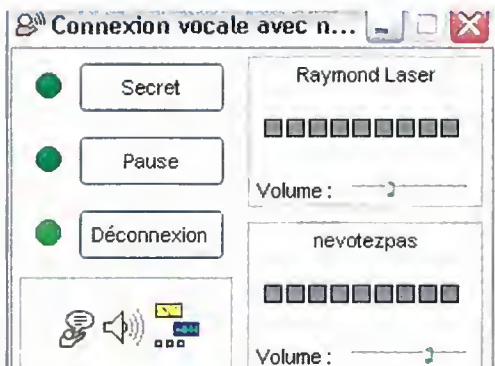 Connexion vocale avec n...
Secret
Pause
Déconnexion
Raymond Laser
Volume :
nevotezpas
Volume :